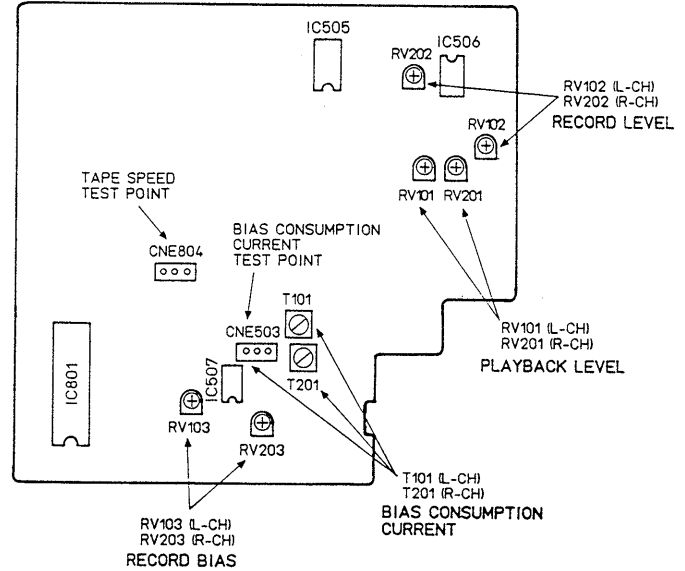 IC505
IC506
RV202
RV102 (L-CH)
RV202 (R-CH)
RECORD LEVEL
RV102
TAPE SPEED
TEST POINT
RV101
RV201
BIAS CONSUMPTION
CURRENT
TEST POINT
CNE804
T101
CNE503
RV101 (L-CH)
RV201 (R-CH)
PLAYBACK LEVEL
IC801
IC507
T201
RV103
RV203
T101 (L-CH)
T201 (R-CH)
BIAS CONSUMPTION
CURRENT
RV103 (L-CH)
RV203 (R-CH)
RECORD BIAS